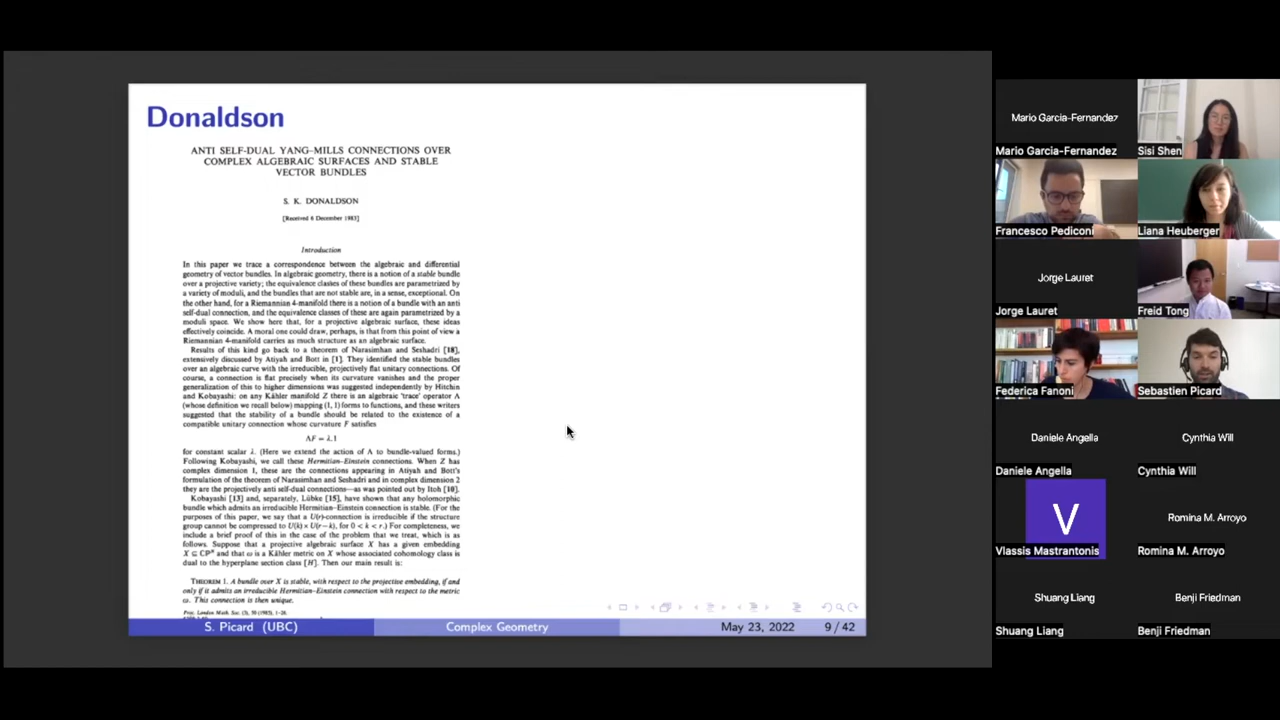 Donaldson
ANTI SELF-DUAL YANG–MILLS CONNECTIONS OVER
COMPLEX ALGEBRAIC SURFACES AND STABLE
VECTOR BUNDLES
S. K. DONALDSON
[Received 6 December 1983]
Introduction
In this paper we trace a correspondence between the algebraic and differential
geometry of vector bundles. In algebraic geometry, there is a notion of a stable bundle
over a projective variety; the equivalence classes of these bundles are parametrized by
a variety of moduli, and the bundles that are not stable are, in a sense, exceptional. On
the other hand, for a Riemannian 4-manifold there is a notion of a bundle with an anti
self-dual connection, and the equivalence classes of these are again parametrized by a
moduli space. We show here that, for a projective algebraic surface, these ideas
effectively coincide. A moral one could draw, perhaps, is that from this point of view a
Riemannian 4-manifold carries as much structure as an algebraic surface.
Results of this kind go back to a theorem of Narasimhan and Seshadri [18],
extensively discussed by Atiyah and Bott in [1]. They identified the stable bundles
over an algebraic curve with the irreducible, projectively flat unitary connections. Of
course, a connection is flat precisely when its curvature vanishes and the proper
generalization of this to higher dimensions was suggested independently by Hitchin
and Kobayashi: on any Kähler manifold Z there is an algebraic 'trace' operator Λ
(whose definition we recall below) mapping (1, 1) forms to functions, and these writers
suggested that the stability of a bundle should be related to the existence of a
compatible unitary connection whose curvature F satisfies
ΛF = λ.1
for constant scalar λ. (Here we extend the action of Λ to bundle-valued forms.)
Following Kobayashi, we call these Hermitian–Einstein connections. When Z has
complex dimension 1, these are the connections appearing in Atiyah and Bott's
formulation of the theorem of Narasimhan and Seshadri and in complex dimension 2
they are the projectively anti self-dual connections—as was pointed out by Itoh [10].
Kobayashi [13] and, separately, Lübke [15], have shown that any holomorphic
bundle which admits an irreducible Hermitian–Einstein connection is stable. (For the
purposes of this paper, we say that a U(r)-connection is irreducible if the structure
group cannot be compressed to U(k) × U(r−k), for 0 < k < r.) For completeness, we
include a brief proof of this in the case of the problem that we treat, which is as
follows. Suppose that a projective algebraic surface X has a given embedding
X ⊆ CPᴺ and that ω is a Kähler metric on X whose associated cohomology class is
dual to the hyperplane section class [H]. Then our main result is:
THEOREM 1. A bundle over X is stable, with respect to the projective embedding, if and
only if it admits an irreducible Hermitian–Einstein connection with respect to the metric
ω. This connection is then unique.
Proc. London Math. Soc. (3), 50 (1985), 1–26.
S. Picard (UBC)
Complex Geometry
May 23, 2022
9 / 42
Mario Garcia-Fernandez
Mario Garcia-Fernandez
Sisi Shen
Francesco Pediconi
Liana Heuberger
Jorge Lauret
Jorge Lauret
Freid Tong
Federica Fanoni
Sebastien Picard
Daniele Angella
Cynthia Will
Daniele Angella
Cynthia Will
V
Romina M. Arroyo
Vlassis Mastrantonis
Romina M. Arroyo
Shuang Liang
Benji Friedman
Shuang Liang
Benji Friedman